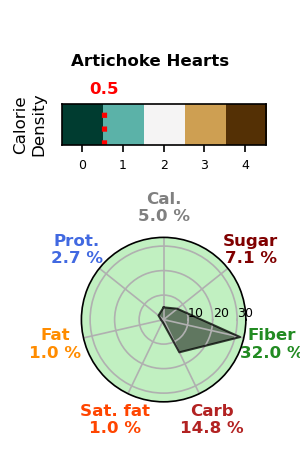 Artichoke Hearts
0.5
Calorie
Density
0 1 2 3 4
Cal.
5.0 %
Prot.
2.7 %
Sugar
7.1 %
10 20 30
Fat
1.0 %
Fiber
32.0 %
Sat. fat
1.0 %
Carb
14.8 %